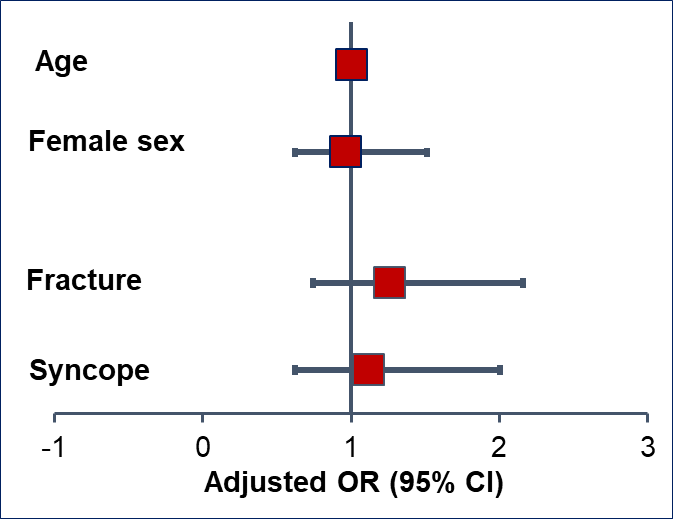 Age
Female sex
Fracture
Syncope
-1 0 1 2 3
Adjusted OR (95% CI)